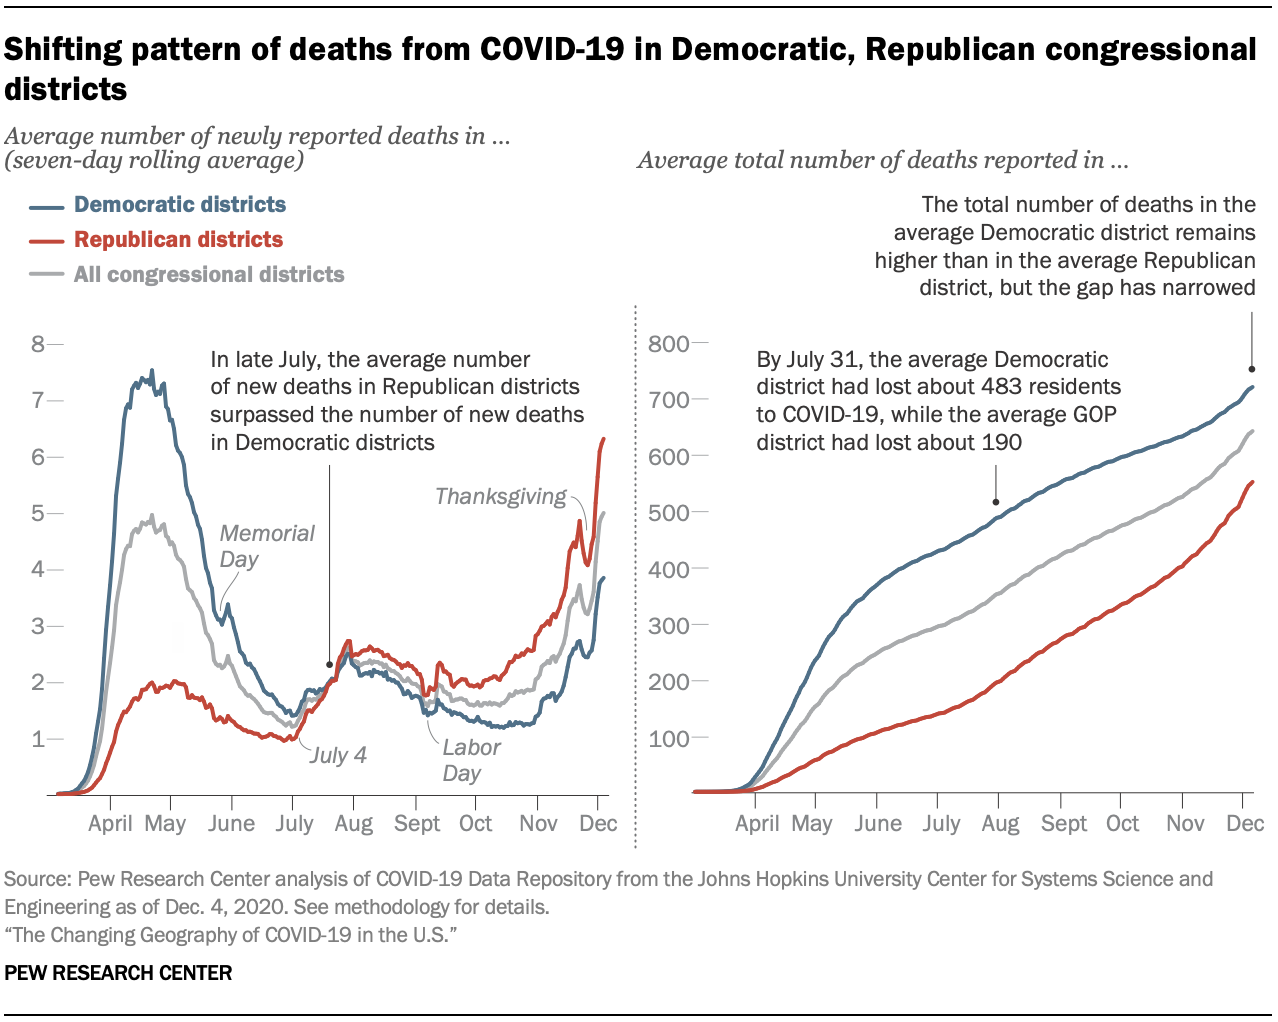 Shifting pattern of deaths from COVID-19 in Democratic, Republican congressional
districts
Average number of newly reported deaths in ...
(seven-day rolling average)
Democratic districts
Republican districts
All congressional districts
8
7
6
5
4
3
2
1
In late July, the average number
of new deaths in Republican districts
surpassed the number of new deaths
in Democratic districts
Thanksgiving
Memorial
Day
July 4
Labor
Day
April
May
June
July
Aug
Sept
Oct
Nov
Dec
Average total number of deaths reported in ...
The total number of deaths in the
average Democratic district remains
higher than in the average Republican
district, but the gap has narrowed
800
700
600
500
400
300
200
100
By July 31, the average Democratic
district had lost about 483 residents
to COVID-19, while the average GOP
district had lost about 190
April
May
June
July
Aug
Sept
Oct
Nov
Dec
Source: Pew Research Center analysis of COVID-19 Data Repository from the Johns Hopkins University Center for Systems Science and
Engineering as of Dec. 4, 2020. See methodology for details.
“The Changing Geography of COVID-19 in the U.S.”
PEW RESEARCH CENTER